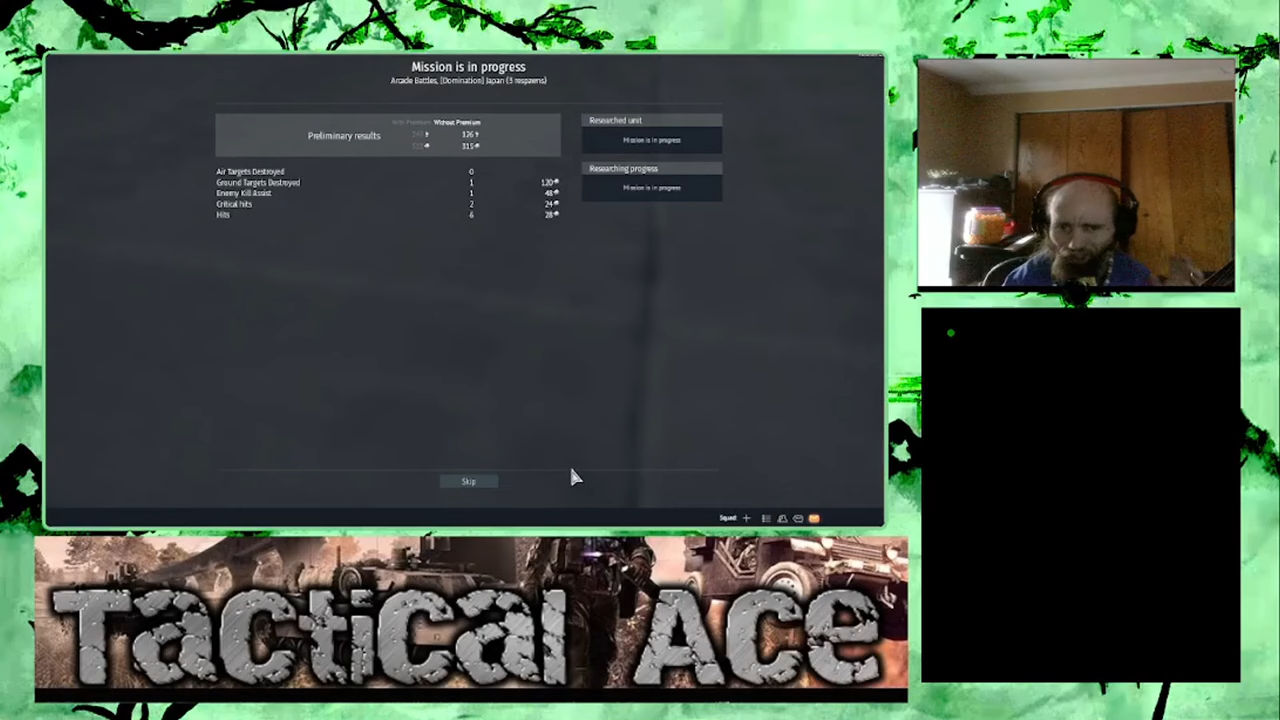 Mission is in progress
Arcade Battles, [Domination] Japan (3 respawns)
Without Premium
Preliminary results
126
315
Researched unit
Mission is in progress
Researching progress
Mission is in progress
Air Targets Destroyed 0
Ground Targets Destroyed 1 120
Enemy Kill Assist 1 48
Critical hits 2 24
Hits 6 28
Skip
Squad +
Tactical Ace